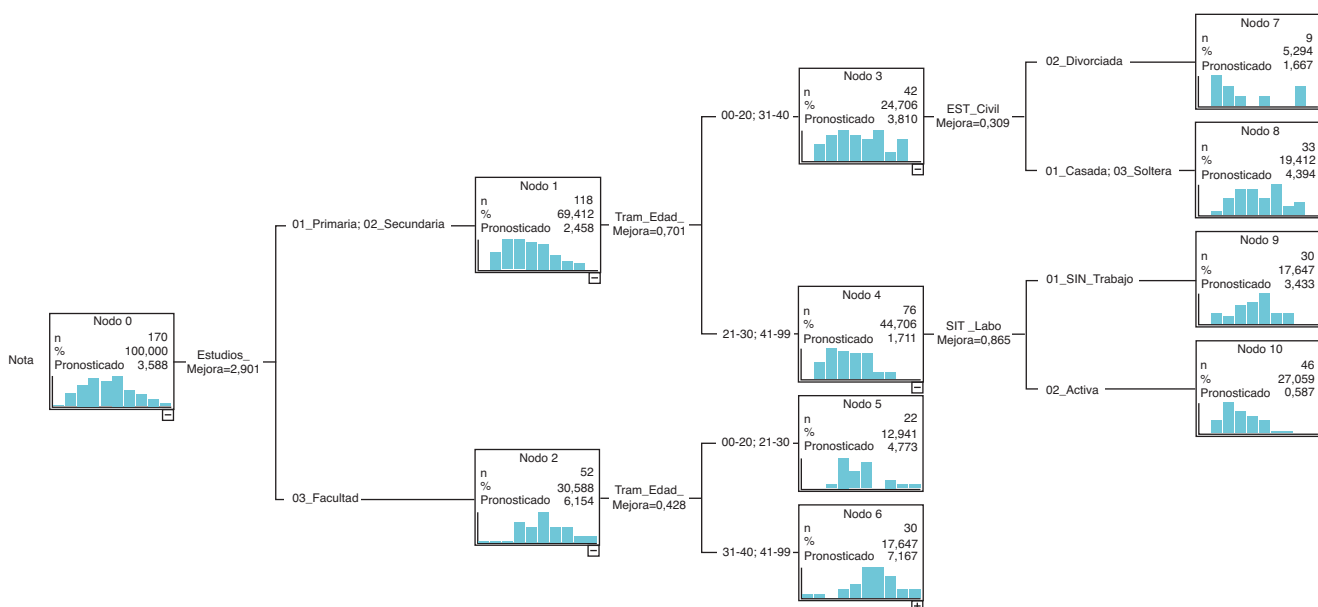 Nota
Nodo 0
n 170
% 100,000
Pronosticado 3,588
Estudios_
Mejora=2,901
01_Primaria; 02_Secundaria
Nodo 1
n 118
% 69,412
Pronosticado 2,458
Tram_Edad_
Mejora=0,701
00-20; 31-40
Nodo 3
n 42
% 24,706
Pronosticado 3,810
EST_Civil
Mejora=0,309
02_Divorciada
Nodo 7
n 9
% 5,294
Pronosticado 1,667
01_Casada; 03_Soltera
Nodo 8
n 33
% 19,412
Pronosticado 4,394
21-30; 41-99
Nodo 4
n 76
% 44,706
Pronosticado 1,711
SIT _Labo
Mejora=0,865
01_SIN_Trabajo
Nodo 9
n 30
% 17,647
Pronosticado 3,433
02_Activa
Nodo 10
n 46
% 27,059
Pronosticado 0,587
03_Facultad
Nodo 2
n 52
% 30,588
Pronosticado 6,154
Tram_Edad_
Mejora=0,428
00-20; 21-30
Nodo 5
n 22
% 12,941
Pronosticado 4,773
31-40; 41-99
Nodo 6
n 30
% 17,647
Pronosticado 7,167